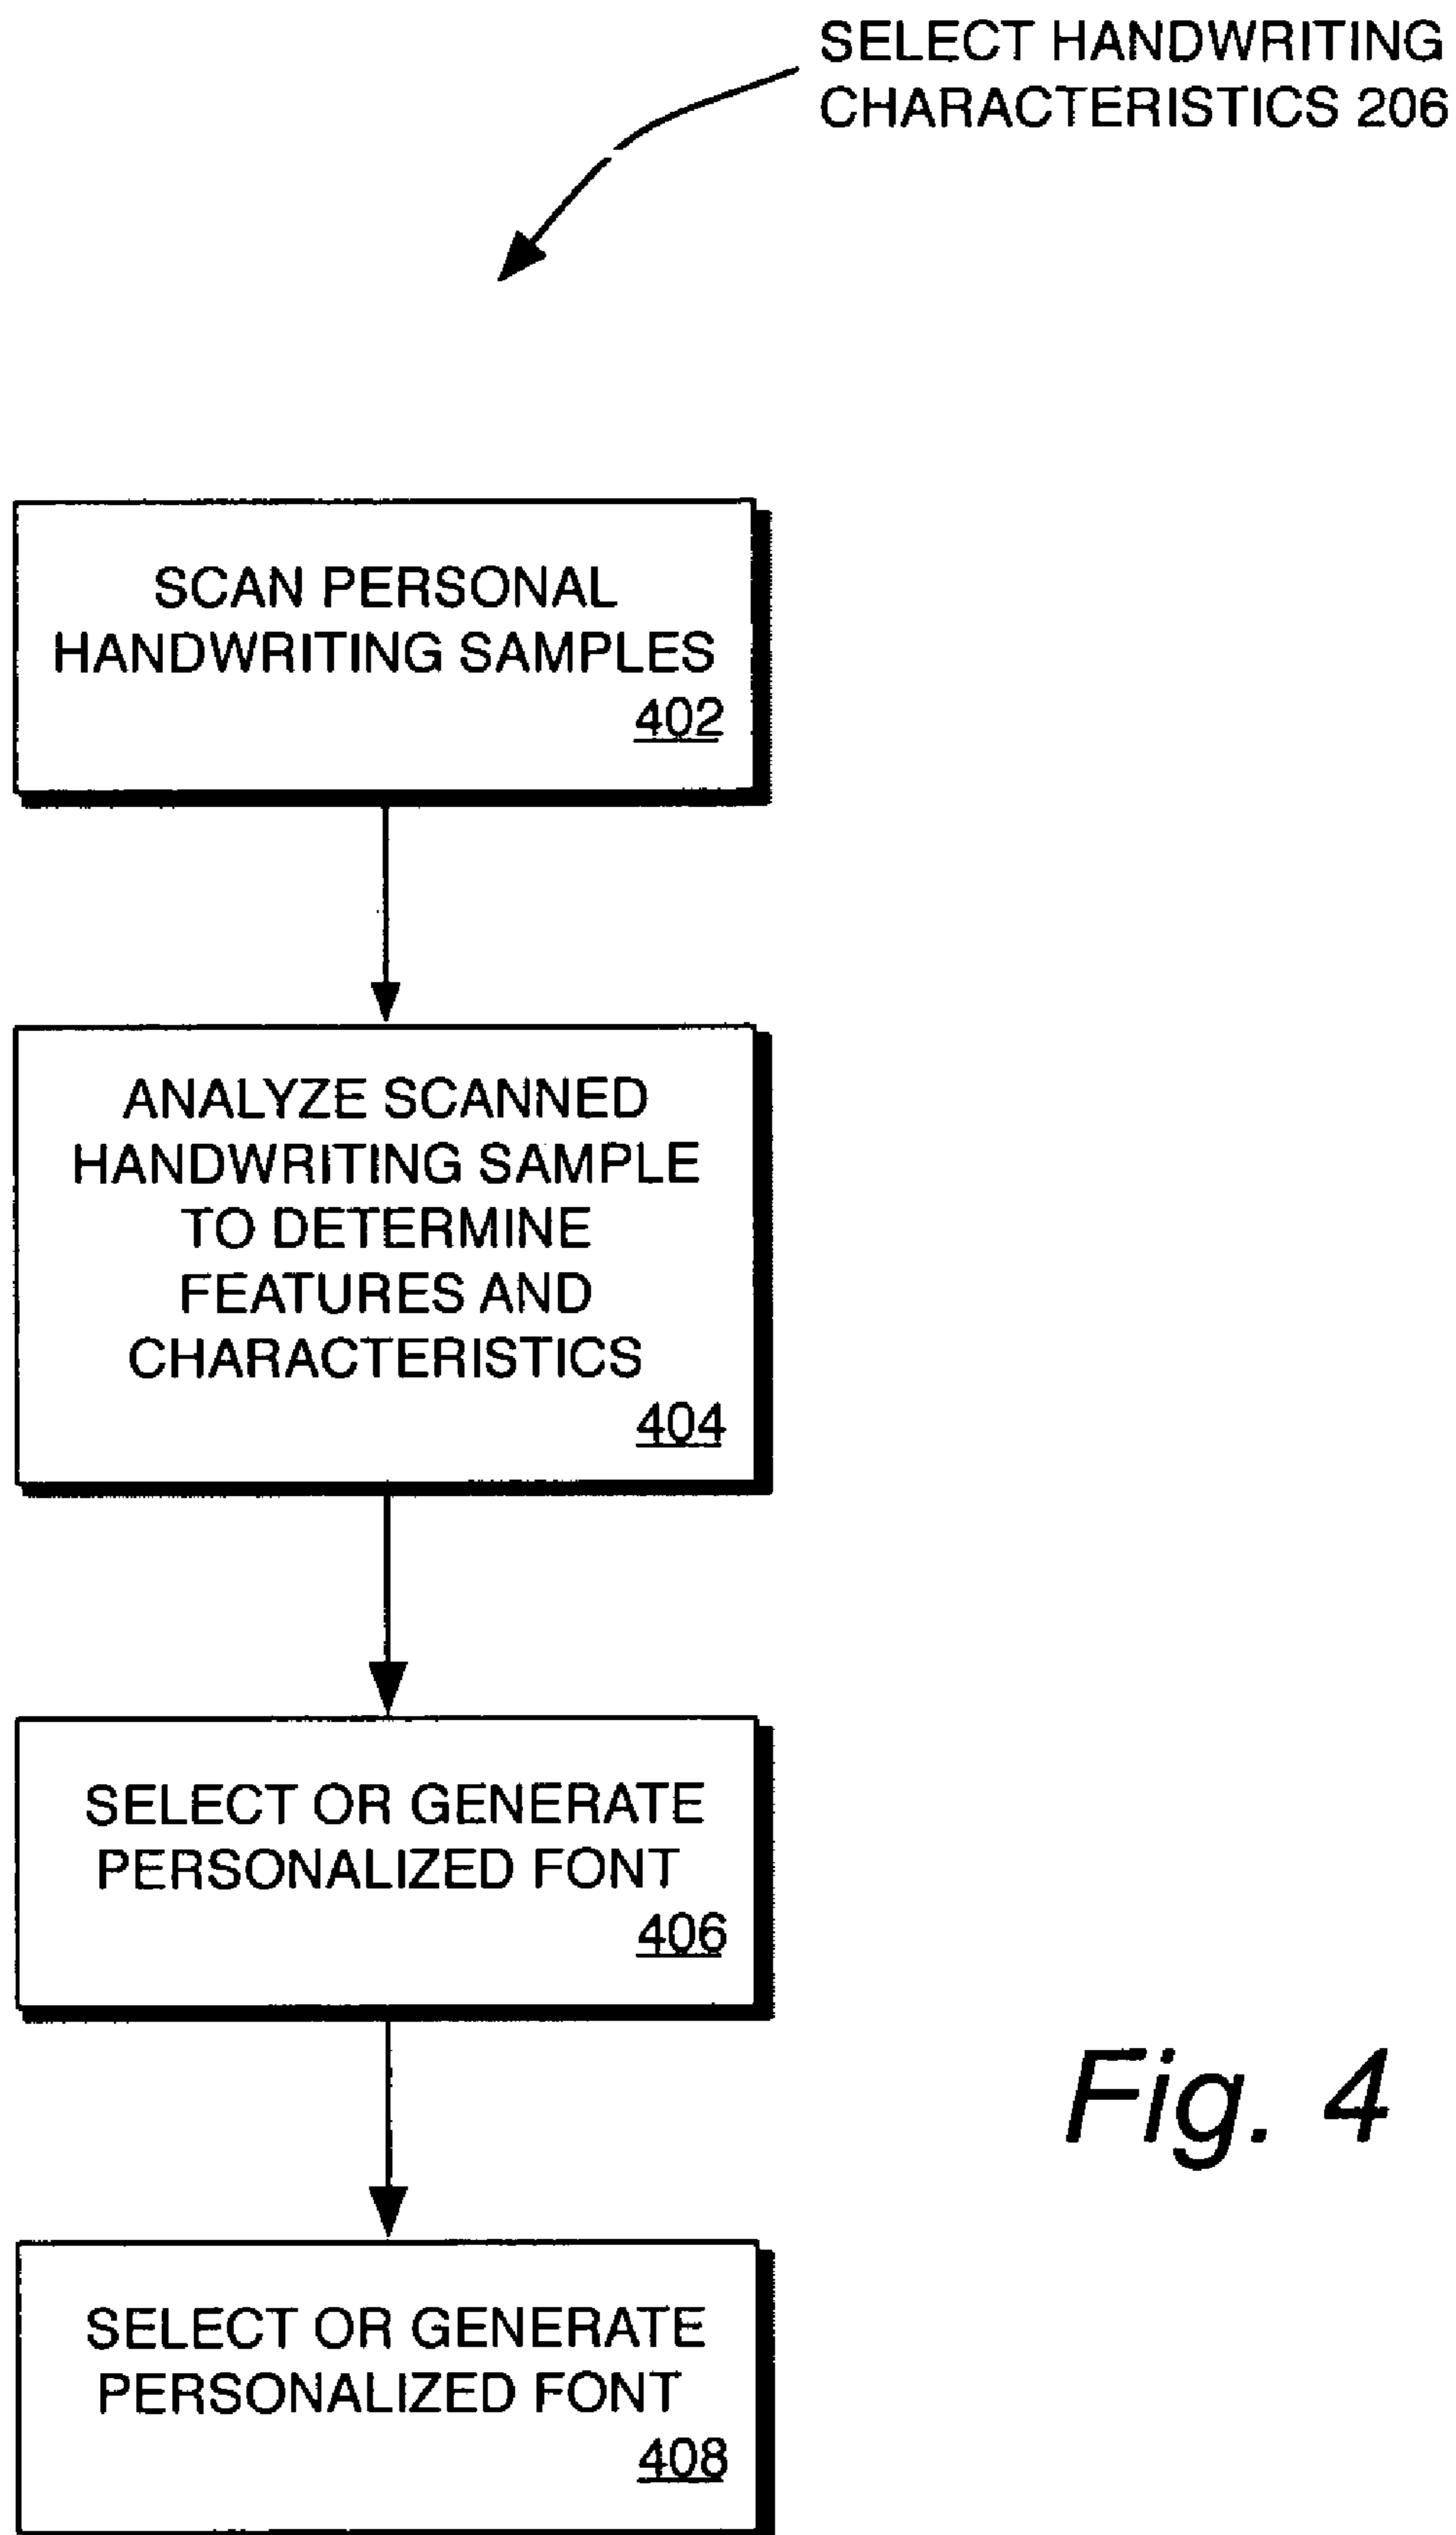 SELECT HANDWRITING
CHARACTERISTICS 206
SCAN PERSONAL
HANDWRITING SAMPLES
402
ANALYZE SCANNED
HANDWRITING SAMPLE
TO DETERMINE
FEATURES AND
CHARACTERISTICS
404
SELECT OR GENERATE
PERSONALIZED FONT
406
SELECT OR GENERATE
PERSONALIZED FONT
408
Fig. 4